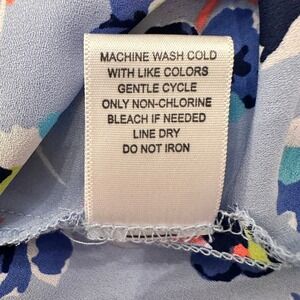 MACHINE WASH COLD
WITH LIKE COLORS
GENTLE CYCLE
ONLY NON-CHLORINE
BLEACH IF NEEDED
LINE DRY
DO NOT IRON